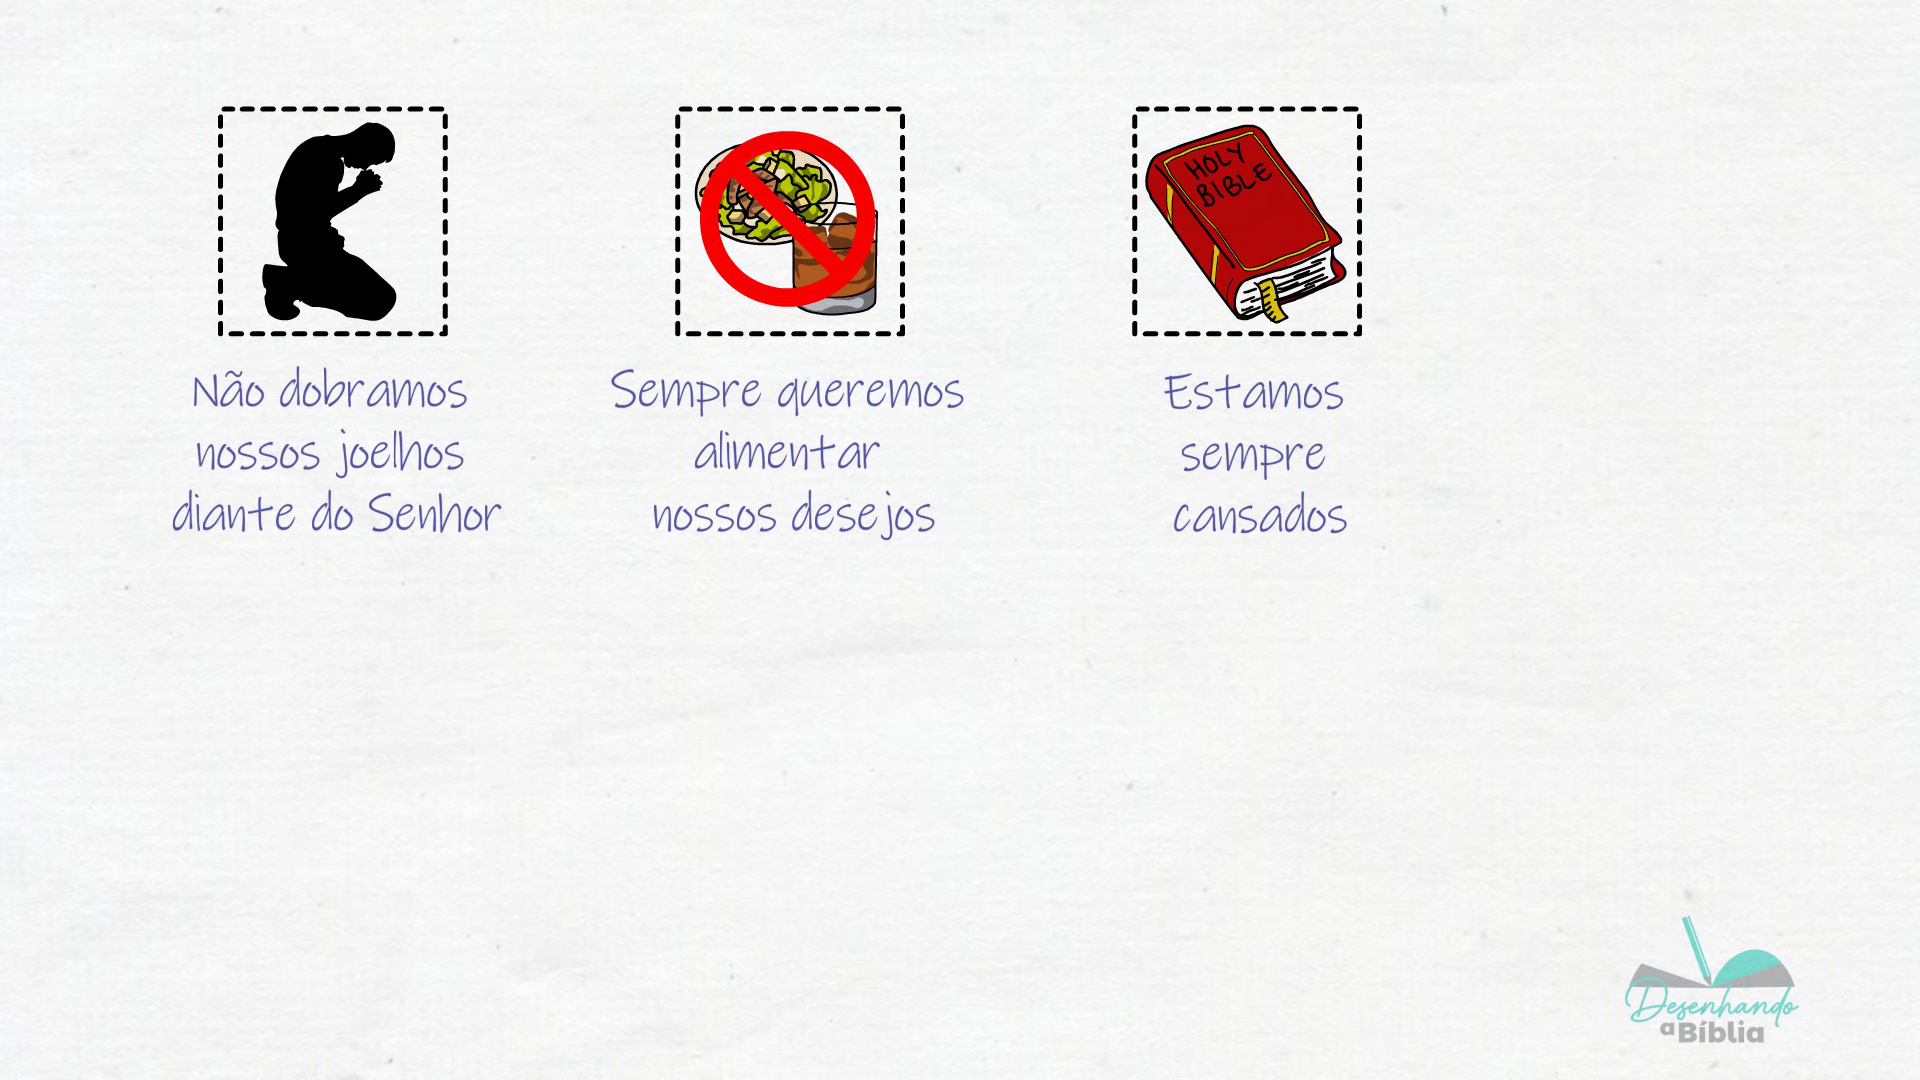 HOLY
BIBLE
Não dobramos
nossos joelhos
diante do Senhor
Sempre queremos
alimentar
nossos desejos
Estamos
sempre
cansados
Desenhando
a Bíblia